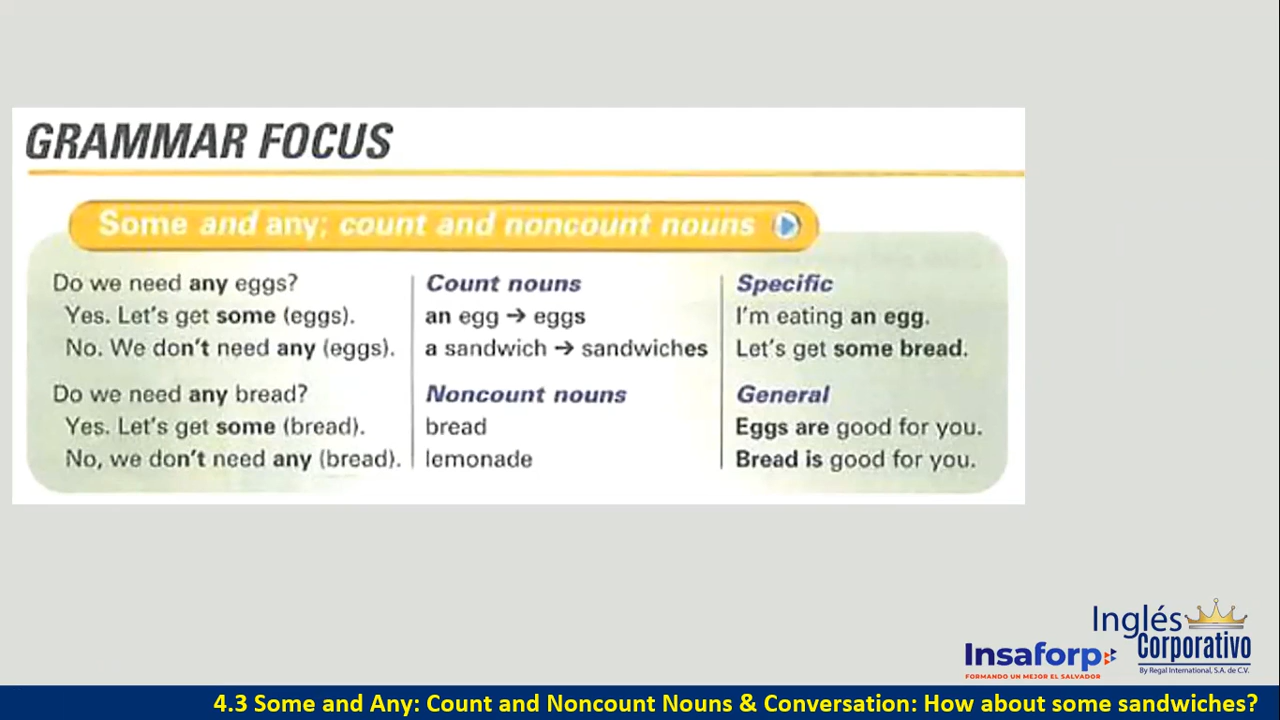 GRAMMAR FOCUS
Some and any; count and noncount nouns
Do we need any eggs?
Yes. Let's get some (eggs).
No. We don't need any (eggs).
Do we need any bread?
Yes. Let's get some (bread).
No, we don't need any (bread).
Count nouns
an egg → eggs
a sandwich → sandwiches
Noncount nouns
bread
lemonade
Specific
I'm eating an egg.
Let's get some bread.
General
Eggs are good for you.
Bread is good for you.
Insaforp
FORMANDO UN MEJOR EL SALVADOR
Inglés
Corporativo
By Regal International, S.A. de C.V.
4.3 Some and Any: Count and Noncount Nouns & Conversation: How about some sandwiches?